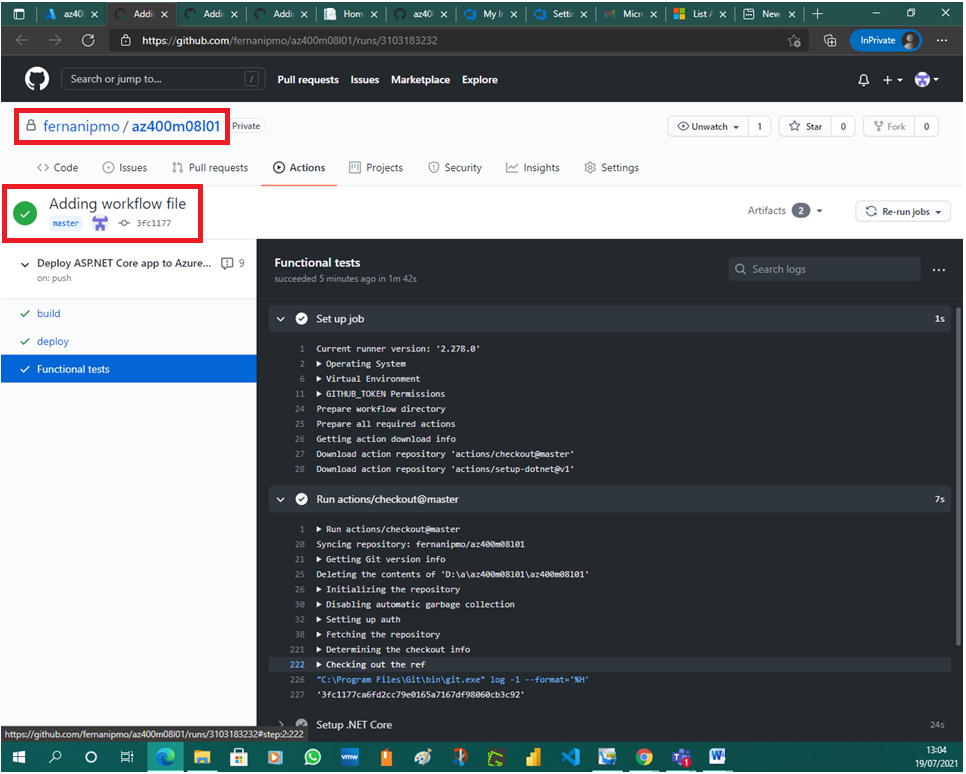 az40
Addi
Addi
Addi
Hom
az40
My In
Setti
Micro
List A
New
https://github.com/fernanipmo/az400m08l01/runs/3103183232
InPrivate
Search or jump to...
/
Pull requests
Issues
Marketplace
Explore
fernanipmo / az400m08l01
Private
Unwatch
1
Star
0
Fork
0
Code
Issues
Pull requests
Actions
Projects
Security
Insights
Settings
Adding workflow file
master
3fc1177
Artifacts 2
Re-run jobs
Deploy ASP.NET Core app to Azure...
9
on: push
build
deploy
Functional tests
Functional tests
succeeded 5 minutes ago in 1m 42s
Search logs
Set up job
1s
1 Current runner version: '2.278.0'
2 Operating System
6 Virtual Environment
11 GITHUB_TOKEN Permissions
24 Prepare workflow directory
25 Prepare all required actions
26 Getting action download info
27 Download action repository 'actions/checkout@master'
28 Download action repository 'actions/setup-dotnet@v1'
Run actions/checkout@master
7s
1 Run actions/checkout@master
20 Syncing repository: fernanipmo/az400m08l01
21 Getting Git version info
25 Deleting the contents of 'D:\a\az400m08l01\az400m08l01'
26 Initializing the repository
30 Disabling automatic garbage collection
32 Setting up auth
38 Fetching the repository
221 Determining the checkout info
222 Checking out the ref
226 "C:\Program Files\Git\bin\git.exe" log -1 --format='%H'
227 '3fc1177ca6fd2cc79e0165a7167df98060cb3c92'
Setup .NET Core
24s
https://github.com/fernanipmo/az400m08l01/runs/3103183232#step:2:222
vmw
13:04
19/07/2021